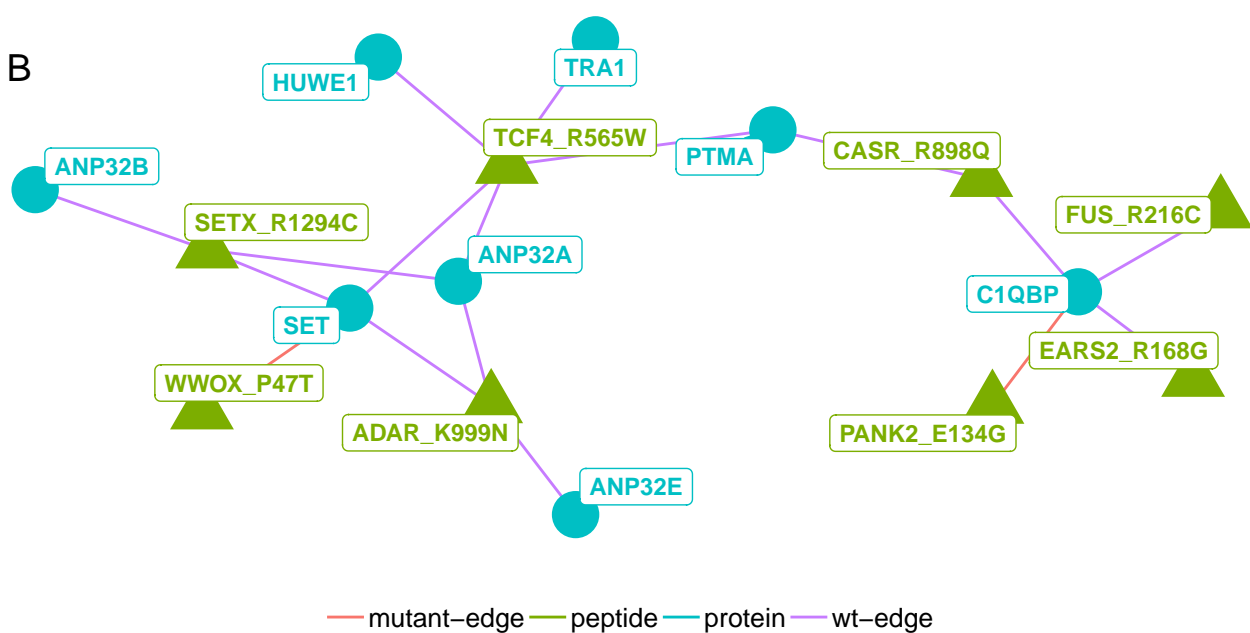 B
HUWE1
TRA1
TCF4_R565W
PTMA
CASR_R898Q
ANP32B
SETX_R1294C
FUS_R216C
ANP32A
C1QBP
SET
EARS2_R168G
WWOX_P47T
ADAR_K999N
PANK2_E134G
ANP32E
mutant−edge peptide protein wt−edge